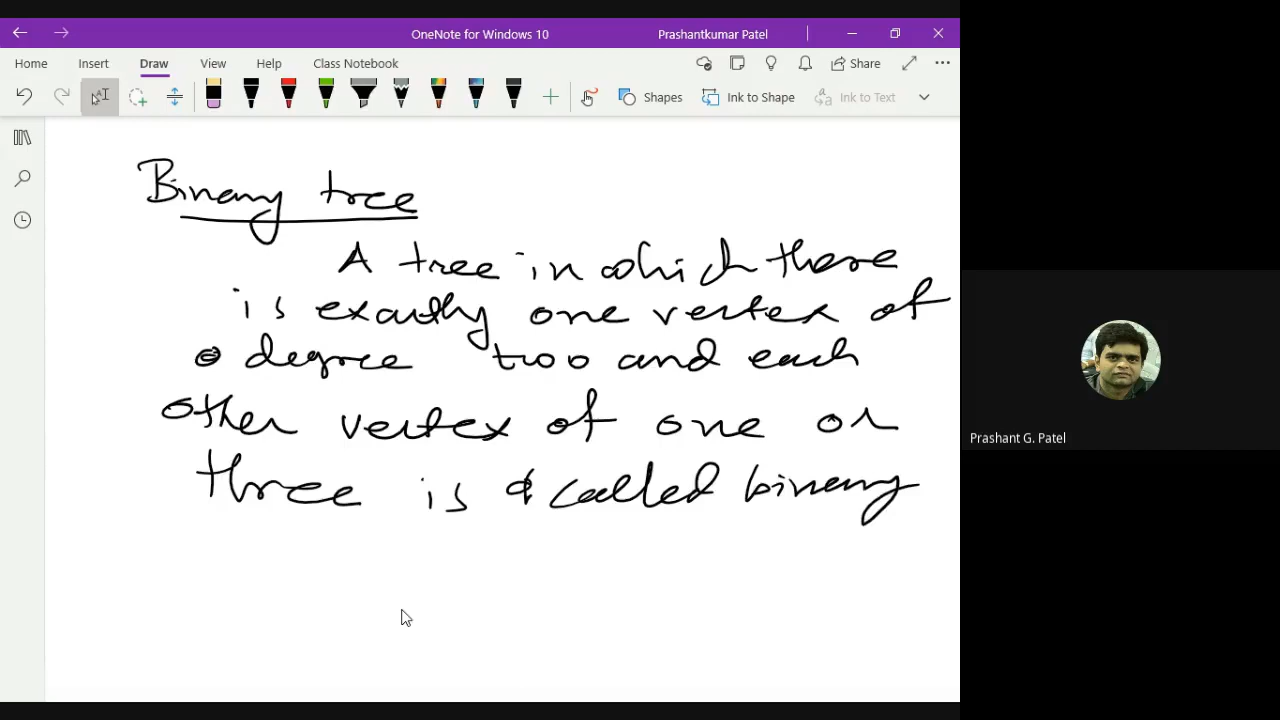 OneNote for Windows 10
Prashantkumar Patel
Home Insert Draw View Help Class Notebook
Share
Shapes Ink to Shape Ink to Text
Binary tree
A tree in which there
is exactly one vertex of
degree two and each
other vertex of one or
three is called binary
Prashant G. Patel